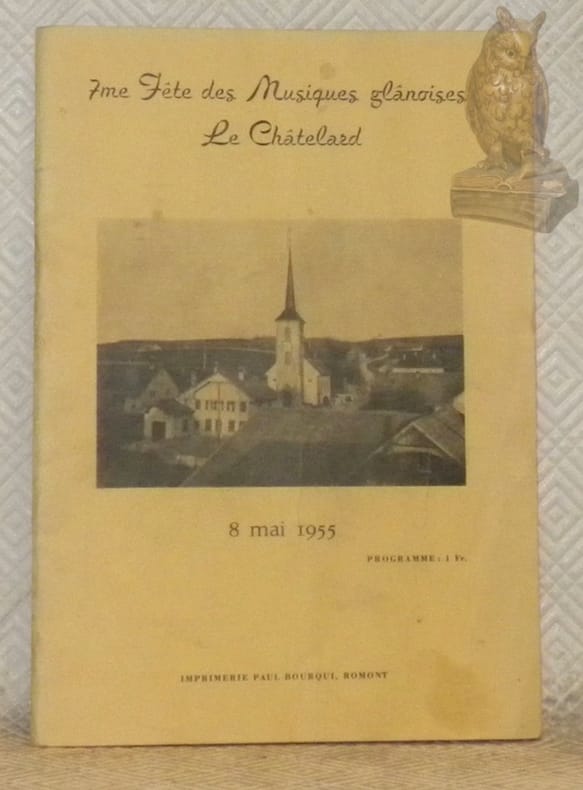 7me Fête des Musiques glânoises
Le Châtelard
8 mai 1955
PROGRAMME : 1 Fr.
IMPRIMERIE PAUL BOURQUI, ROMONT